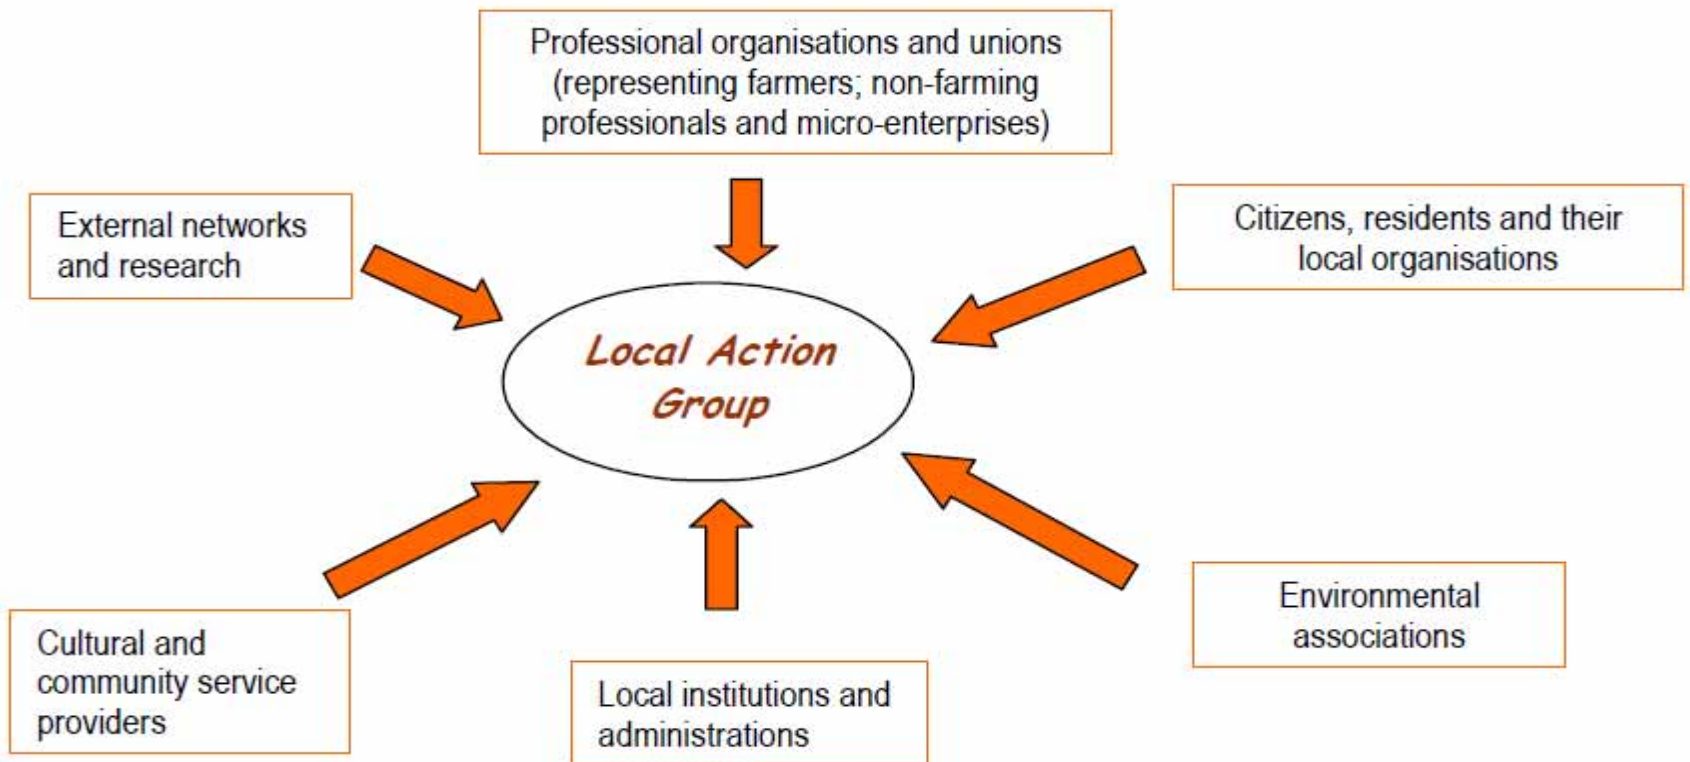 Professional organisations and unions
(representing farmers; non-farming
professionals and micro-enterprises)
External networks
and research
Citizens, residents and their
local organisations
Local Action
Group
Cultural and
community service
providers
Local institutions and
administrations
Environmental
associations